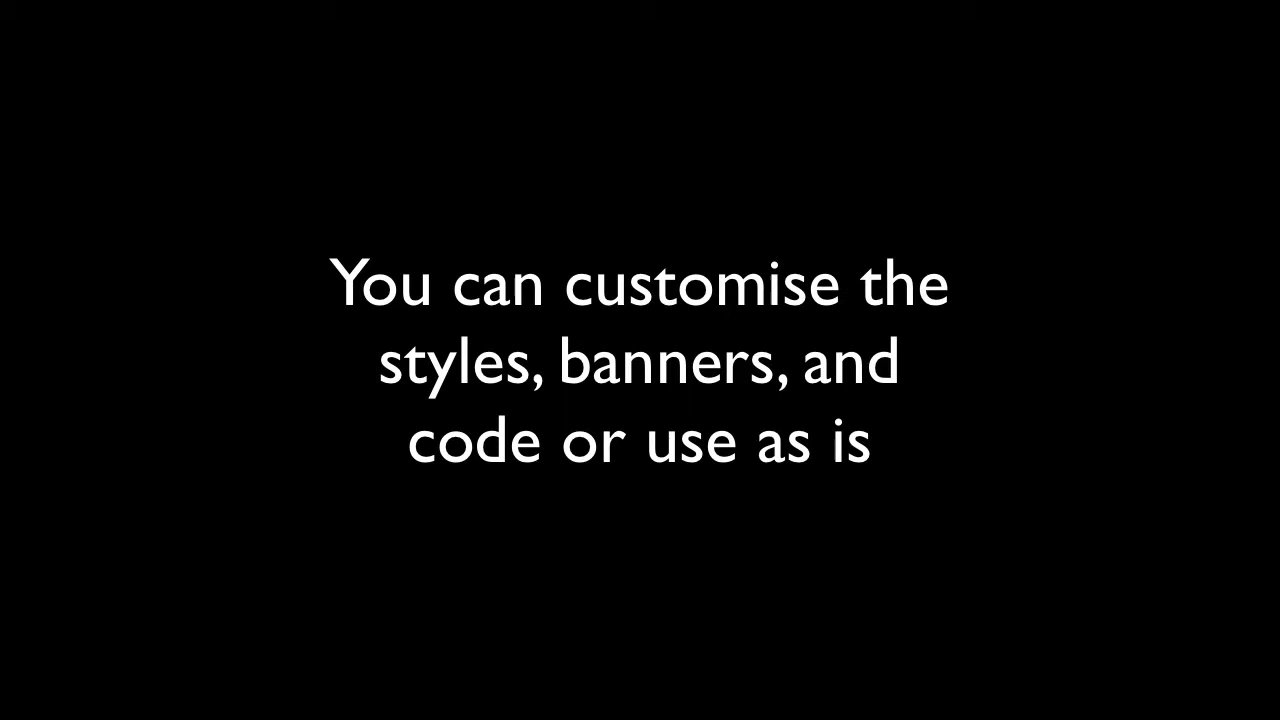 You can customise the
styles, banners, and
code or use as is